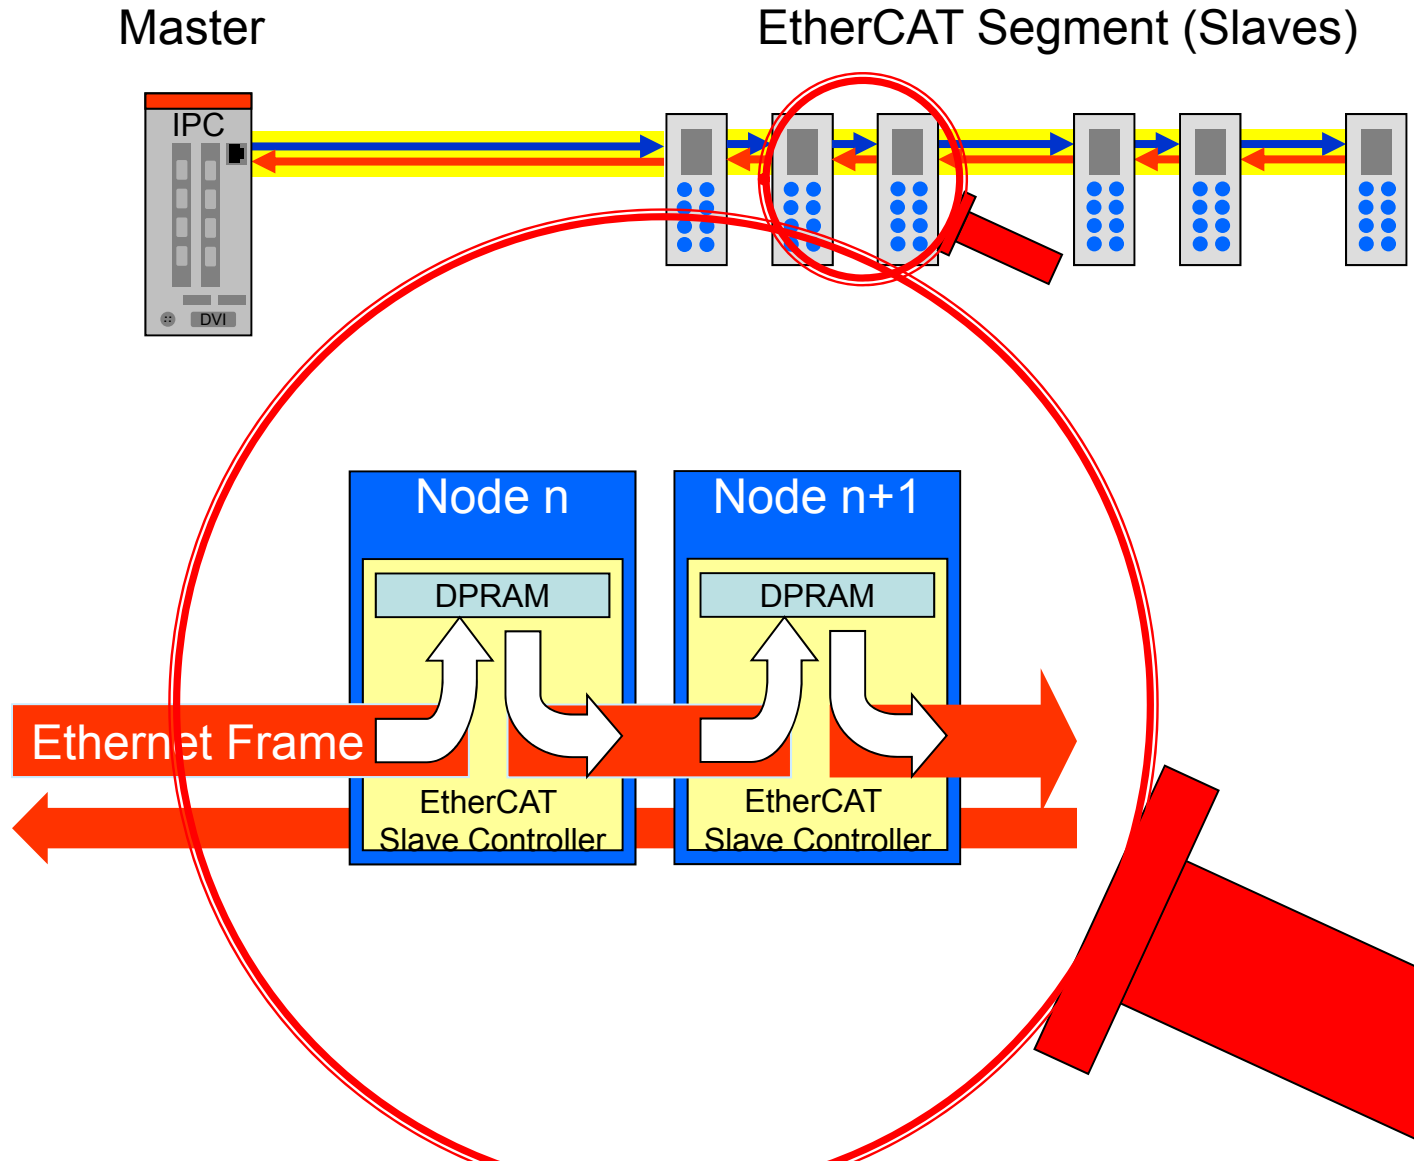 Master
EtherCAT Segment (Slaves)
IPC
DVI
Node n
Node n+1
DPRAM
DPRAM
Ethernet Frame
EtherCAT
Slave Controller
EtherCAT
Slave Controller